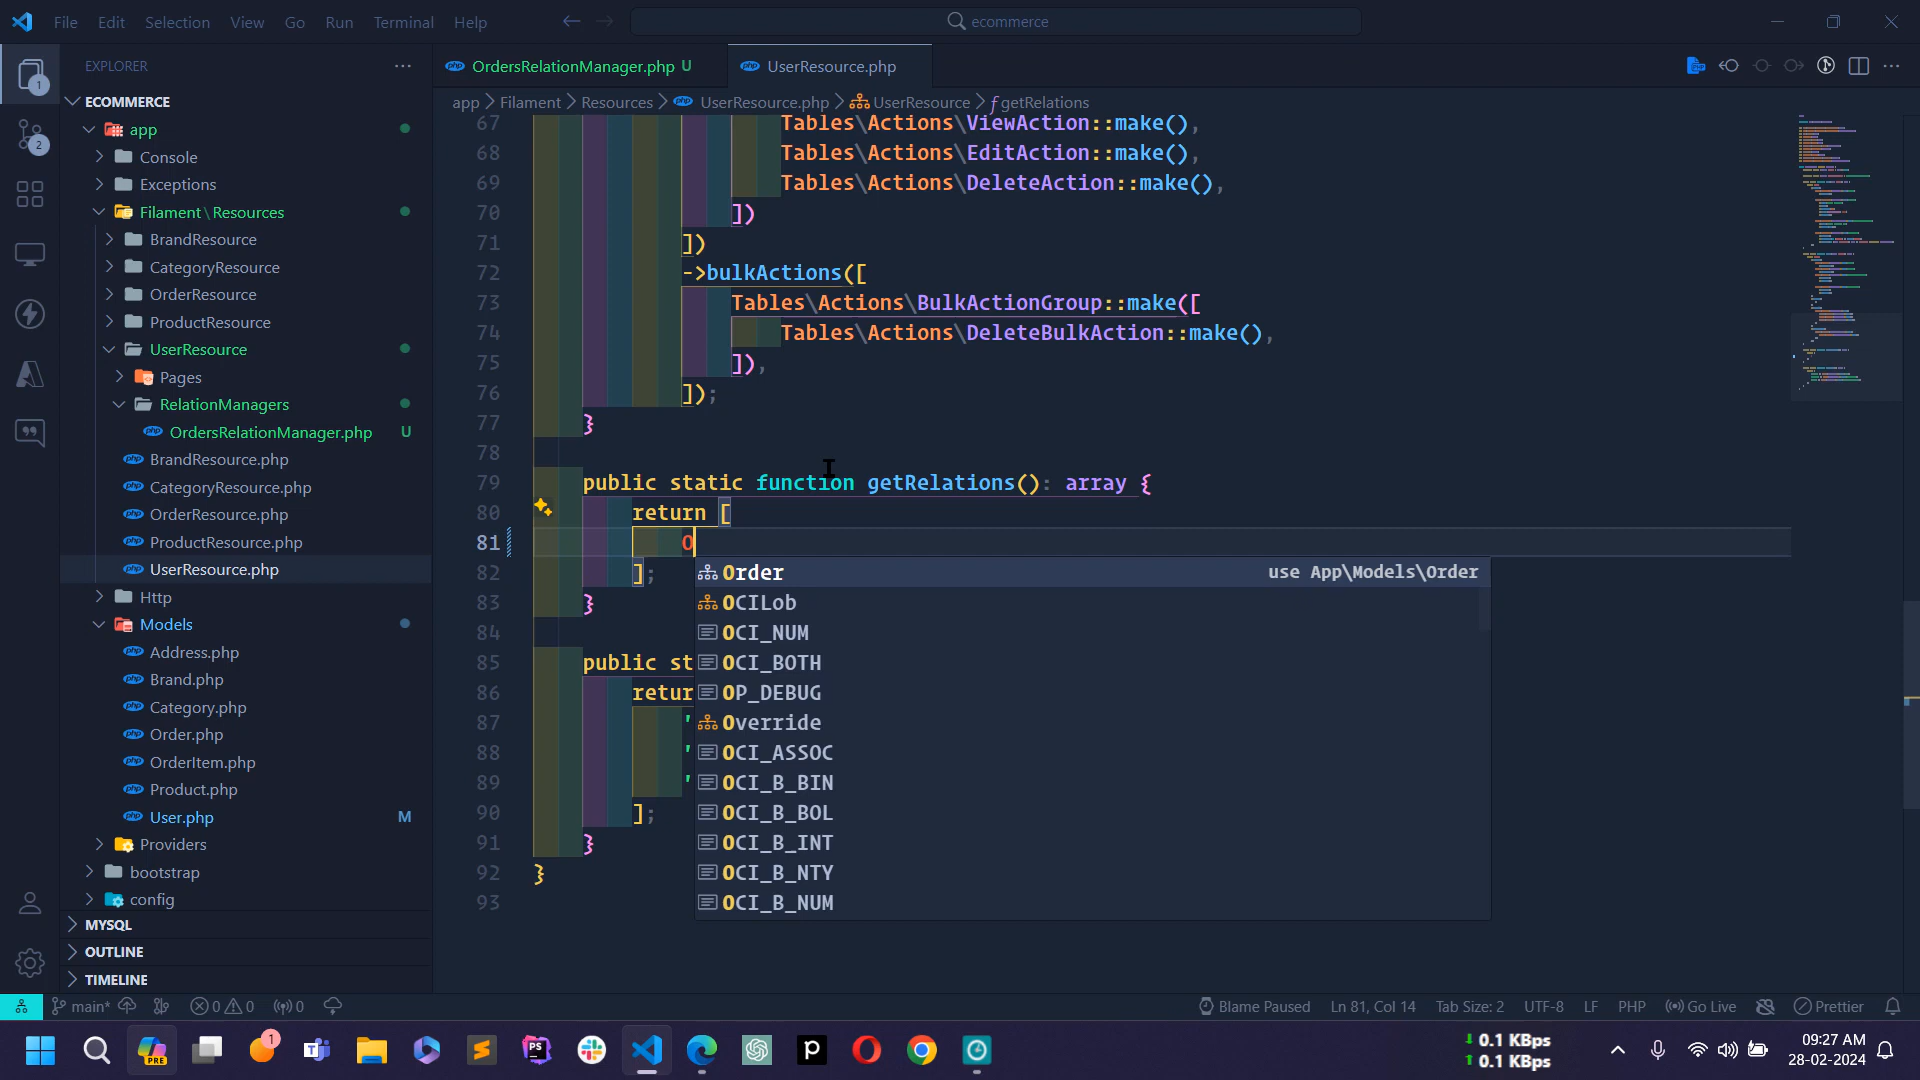 File Edit Selection View Go Run Terminal Help
ecommerce
EXPLORER
ECOMMERCE
app
Console
Exceptions
Filament\Resources
BrandResource
CategoryResource
OrderResource
ProductResource
UserResource
Pages
RelationManagers
OrdersRelationManager.php U
BrandResource.php
CategoryResource.php
OrderResource.php
ProductResource.php
UserResource.php
Http
Models
Address.php
Brand.php
Category.php
Order.php
OrderItem.php
Product.php
User.php M
Providers
bootstrap
config
MYSQL
OUTLINE
TIMELINE
OrdersRelationManager.php U
UserResource.php
app > Filament > Resources > UserResource.php > UserResource > getRelations
67 Tables\Actions\ViewAction::make(),
68 Tables\Actions\EditAction::make(),
69 Tables\Actions\DeleteAction::make(),
70 ])
71 ])
72 ->bulkActions([
73 Tables\Actions\BulkActionGroup::make([
74 Tables\Actions\DeleteBulkAction::make(),
75 ]),
76 ]);
77 }
78
79 public static function getRelations(): array {
80 return [
81 O
82 ];
83 }
84
85 public st
86 retur
87 '
88 '
89 '
90 ];
91 }
92 }
93
Order use App\Models\Order
OCILob
OCI_NUM
OCI_BOTH
OP_DEBUG
Override
OCI_ASSOC
OCI_B_BIN
OCI_B_BOL
OCI_B_INT
OCI_B_NTY
OCI_B_NUM
main* 0 0 0 Blame Paused Ln 81, Col 14 Tab Size: 2 UTF-8 LF PHP Go Live Prettier
0.1 KBps
0.1 KBps
09:27 AM
28-02-2024